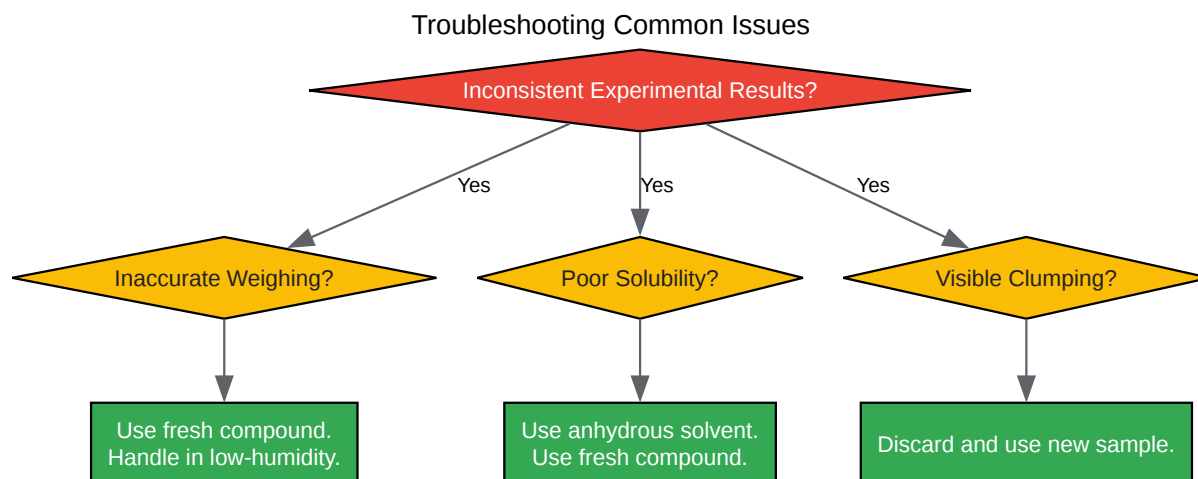 Troubleshooting Common Issues
Inconsistent Experimental Results?
Yes
Yes
Yes
Inaccurate Weighing?
Poor Solubility?
Visible Clumping?
Use fresh compound.
Handle in low-humidity.
Use anhydrous solvent.
Use fresh compound.
Discard and use new sample.